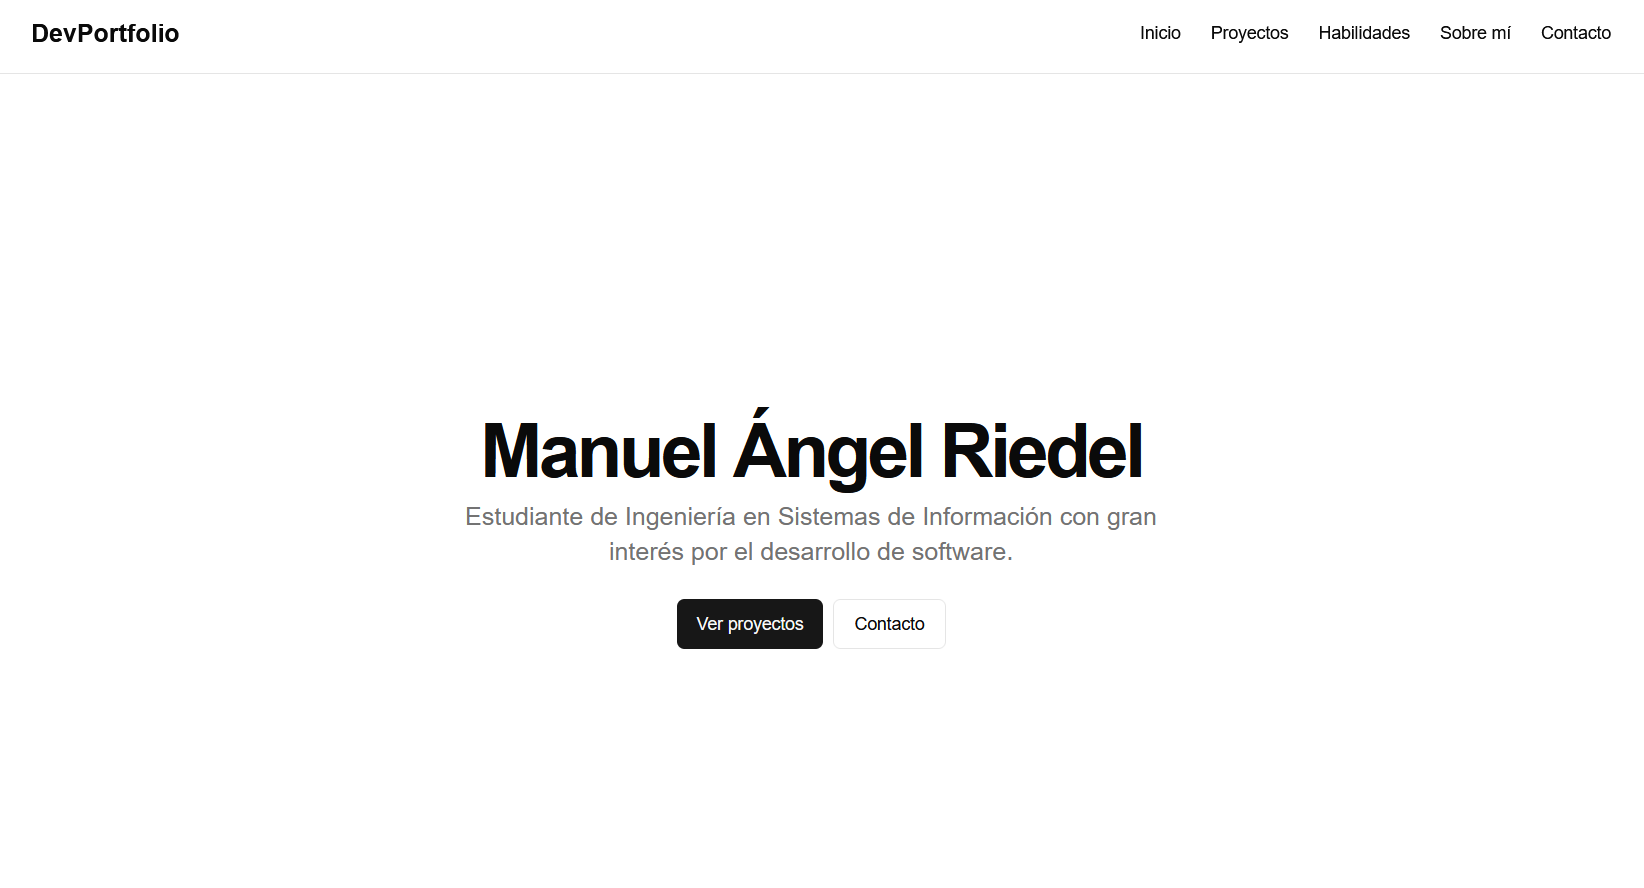 DevPortfolio
Inicio Proyectos Habilidades Sobre mí Contacto
Manuel Ángel Riedel
Estudiante de Ingeniería en Sistemas de Información con gran
interés por el desarrollo de software.
Ver proyectos Contacto